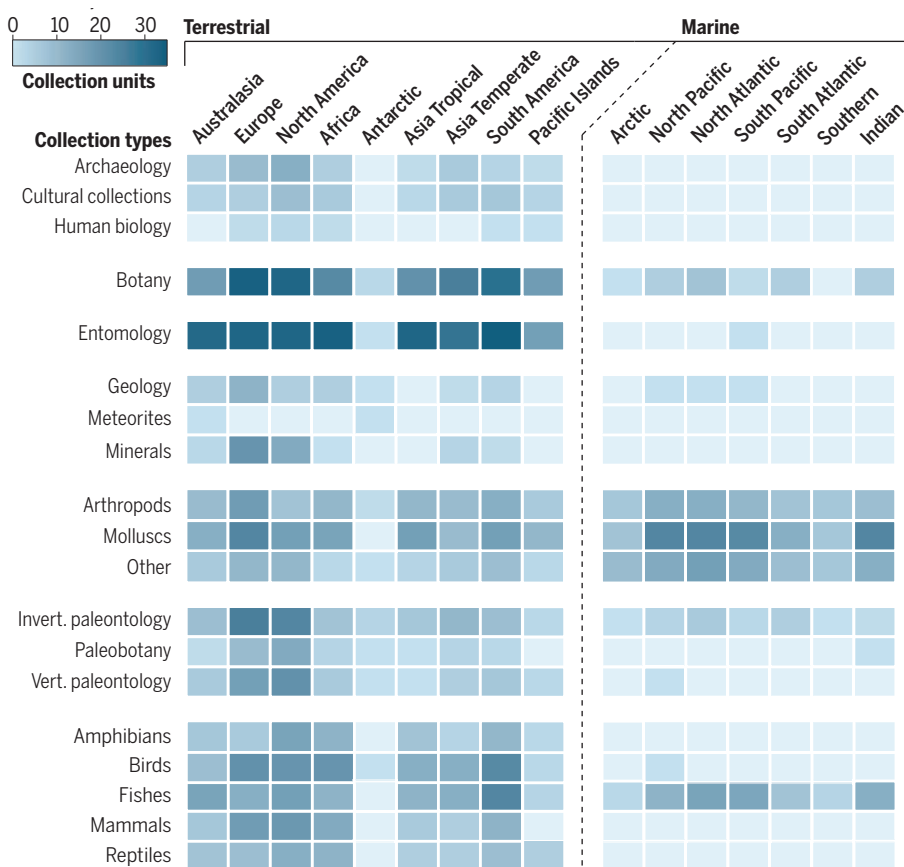 0 10 20 30
Collection units
Terrestrial
Marine
Australasia
Europe
North America
Africa
Antarctic
Asia Tropical
Asia Temperate
South America
Pacific Islands
Arctic
North Pacific
North Atlantic
South Pacific
South Atlantic
Southern
Indian
Collection types
Archaeology
Cultural collections
Human biology
Botany
Entomology
Geology
Meteorites
Minerals
Arthropods
Molluscs
Other
Invert. paleontology
Paleobotany
Vert. paleontology
Amphibians
Birds
Fishes
Mammals
Reptiles